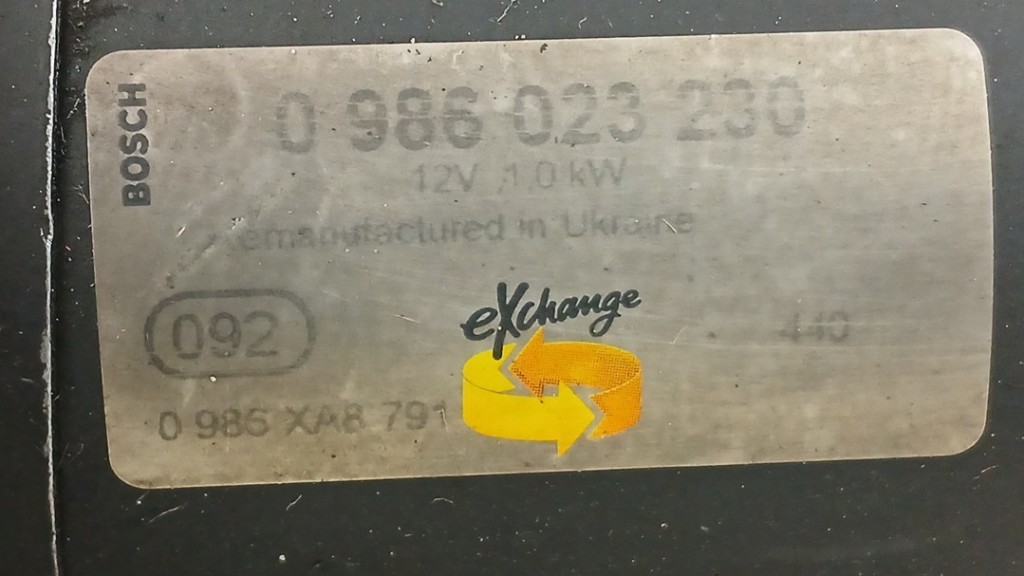 BOSCH
0 986 023 230
12V 1.0 kW
Remanufactured in Ukraine
eXchange
092
440
0 986 XA8 791